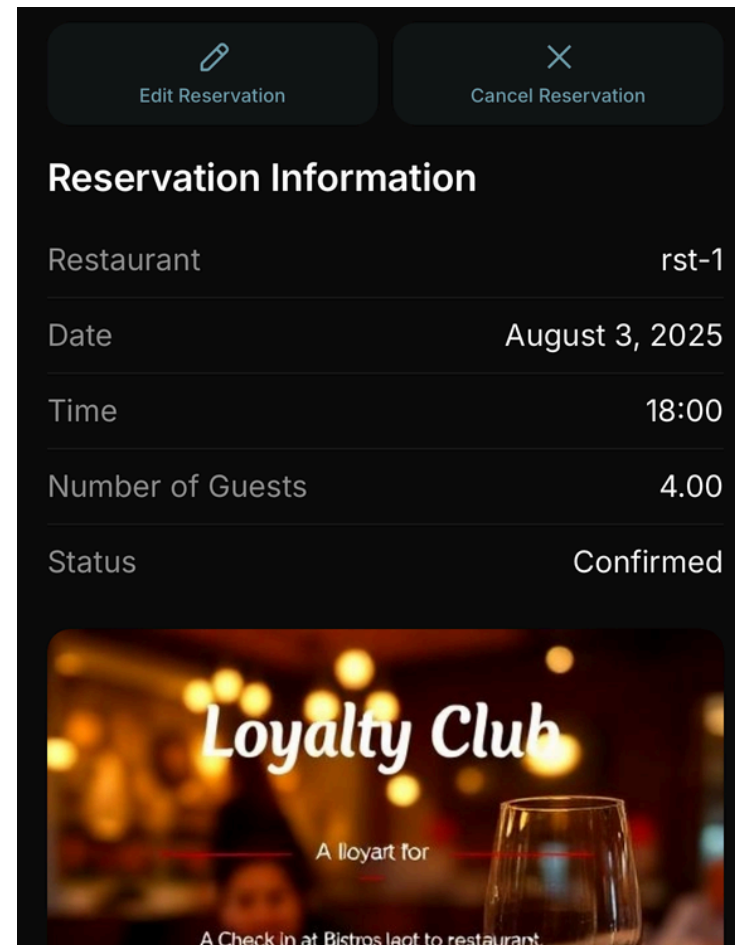 Edit Reservation
Cancel Reservation
Reservation Information
Restaurant rst-1
Date August 3, 2025
Time 18:00
Number of Guests 4.00
Status Confirmed
Loyalty Club
A lloyart for
A Check in at Bistros leot to restaurant